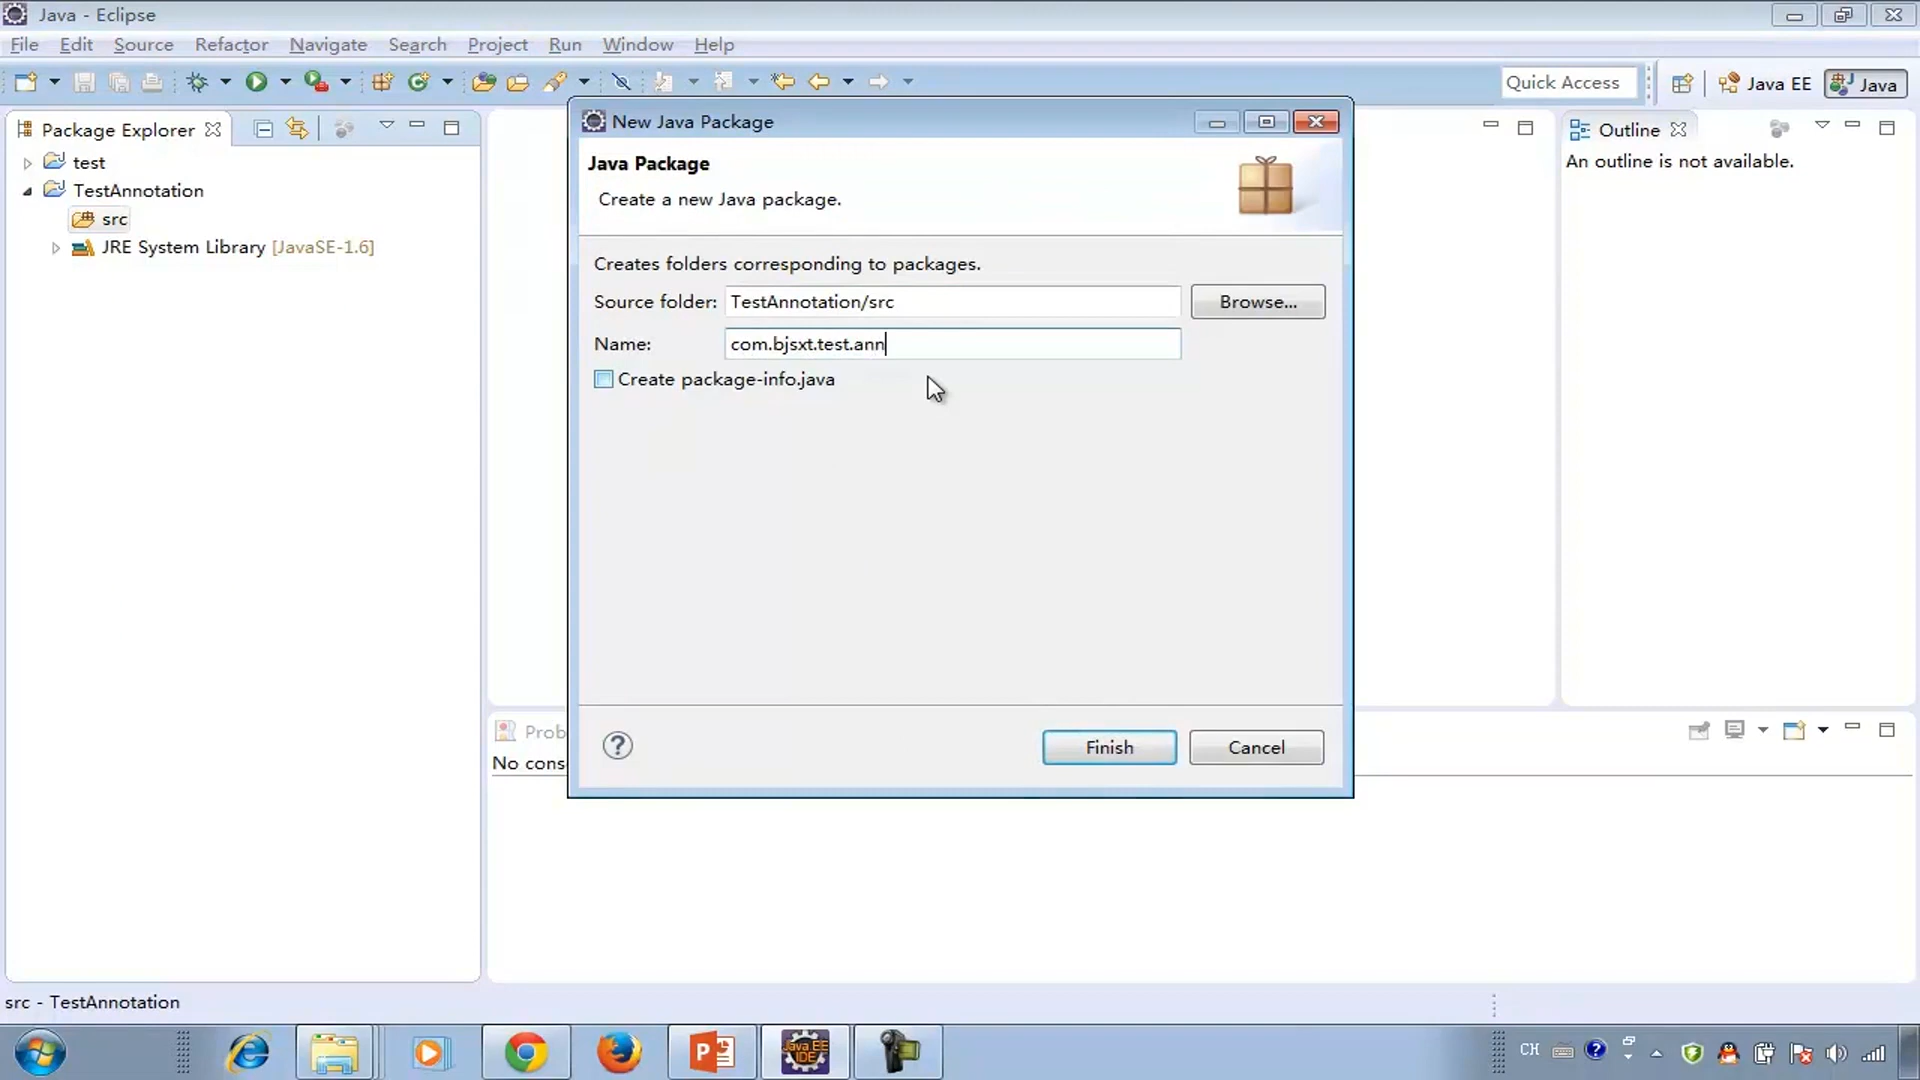 Java - Eclipse
File Edit Source Refactor Navigate Search Project Run Window Help
Quick Access Java EE Java
Package Explorer
test
TestAnnotation
src
JRE System Library [JavaSE-1.6]
New Java Package
Java Package
Create a new Java package.
Creates folders corresponding to packages.
Source folder: TestAnnotation/src Browse...
Name: com.bjsxt.test.ann
Create package-info.java
? Finish Cancel
Outline
An outline is not available.
Prob
No cons
src - TestAnnotation
P Java EE IDE CH ?